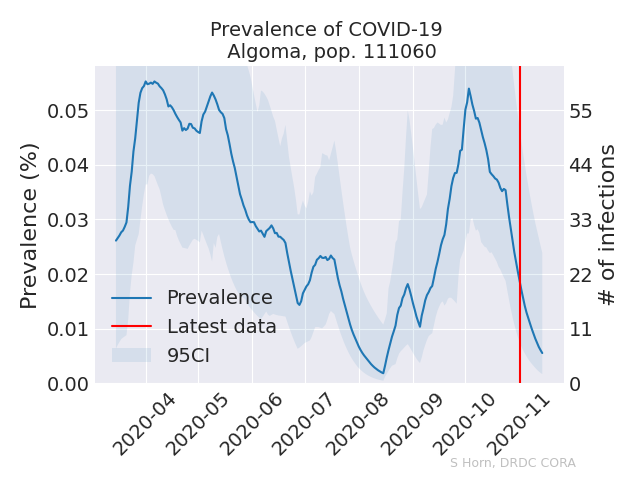 Prevalence of COVID-19
Algoma, pop. 111060
Prevalence (%)
0.05
0.04
0.03
0.02
0.01
0.00
55
44
33
22
11
0
# of infections
Prevalence
Latest data
95CI
2020-04
2020-05
2020-06
2020-07
2020-08
2020-09
2020-10
2020-11
S Horn, DRDC CORA